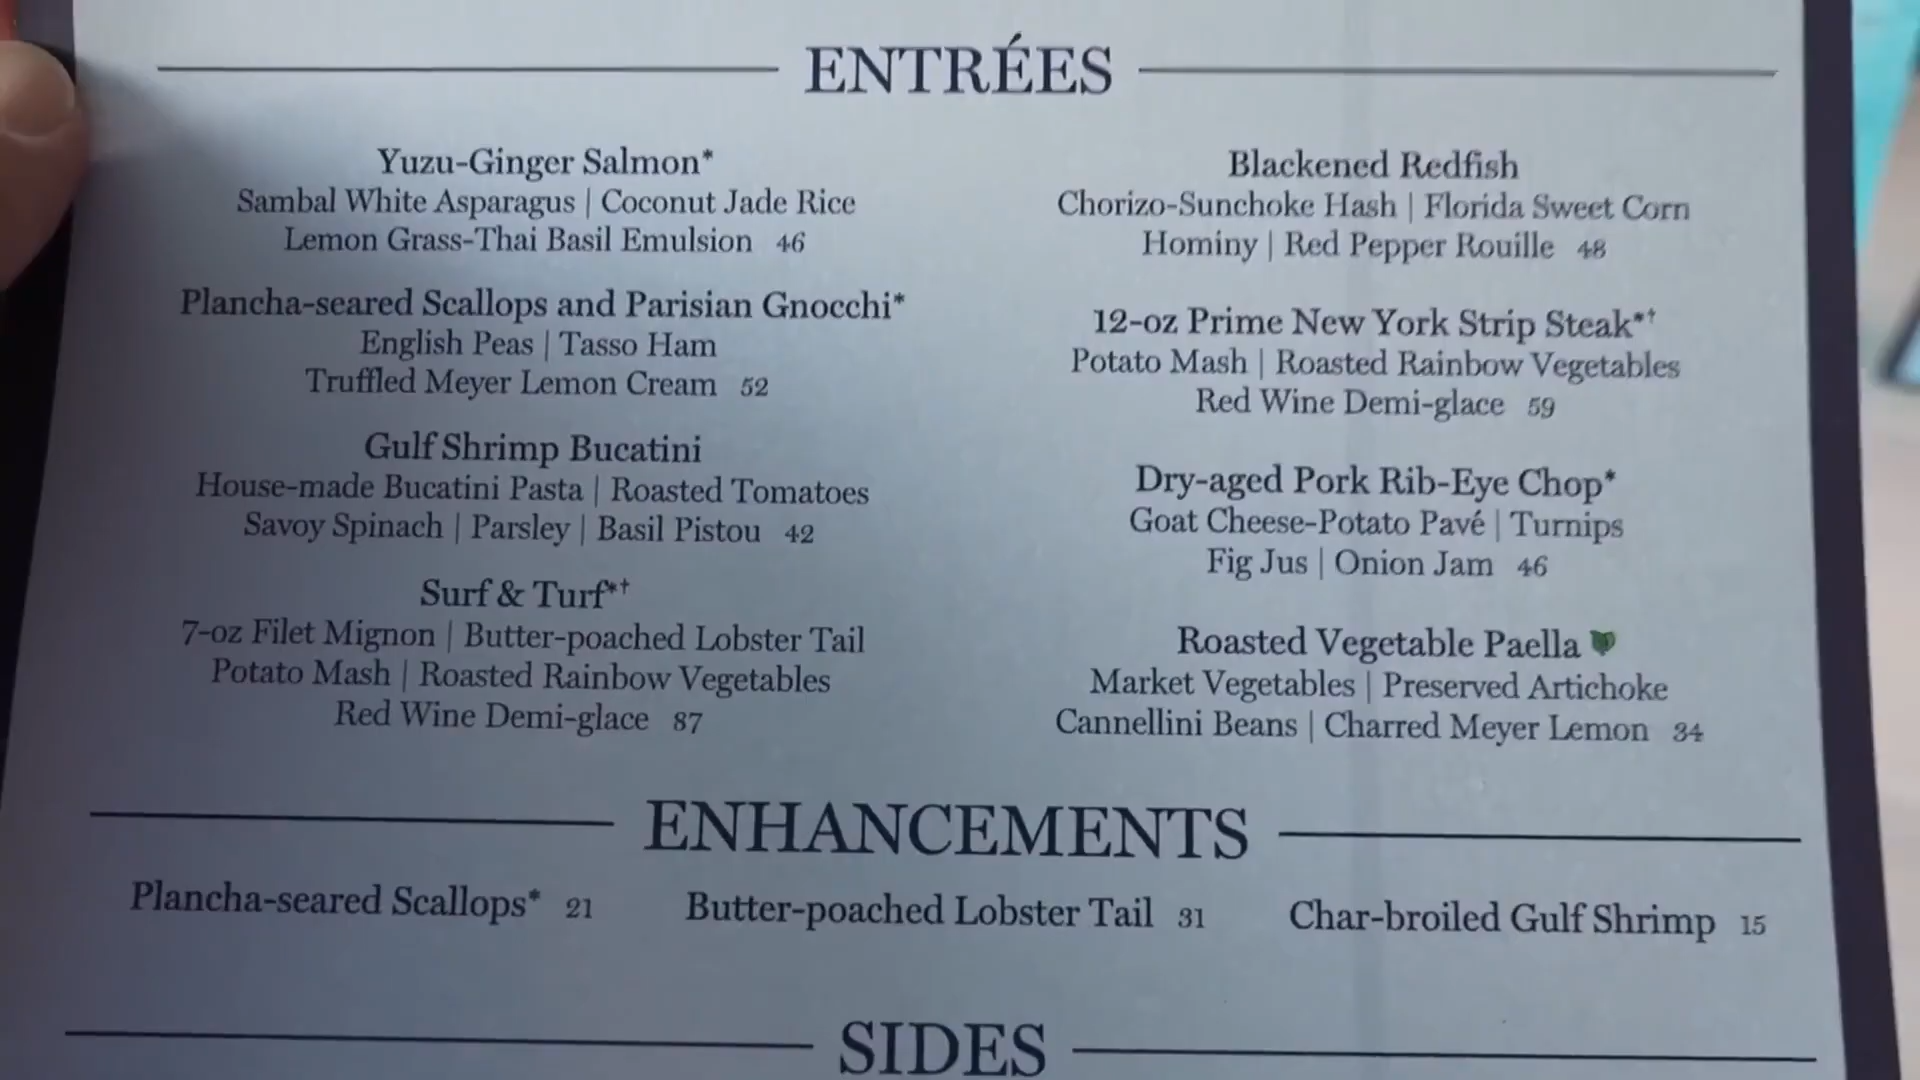 ENTRÉES
Yuzu-Ginger Salmon*
Sambal White Asparagus | Coconut Jade Rice
Lemon Grass-Thai Basil Emulsion 46
Plancha-seared Scallops and Parisian Gnocchi*
English Peas | Tasso Ham
Truffled Meyer Lemon Cream 52
Gulf Shrimp Bucatini
House-made Bucatini Pasta | Roasted Tomatoes
Savoy Spinach | Parsley | Basil Pistou 42
Surf & Turf*†
7-oz Filet Mignon | Butter-poached Lobster Tail
Potato Mash | Roasted Rainbow Vegetables
Red Wine Demi-glace 87
Blackened Redfish
Chorizo-Sunchoke Hash | Florida Sweet Corn
Hominy | Red Pepper Rouille 48
12-oz Prime New York Strip Steak*†
Potato Mash | Roasted Rainbow Vegetables
Red Wine Demi-glace 59
Dry-aged Pork Rib-Eye Chop*
Goat Cheese-Potato Pavé | Turnips
Fig Jus | Onion Jam 46
Roasted Vegetable Paella
Market Vegetables | Preserved Artichoke
Cannellini Beans | Charred Meyer Lemon 34
ENHANCEMENTS
Plancha-seared Scallops* 21
Butter-poached Lobster Tail 31
Char-broiled Gulf Shrimp 15
SIDES